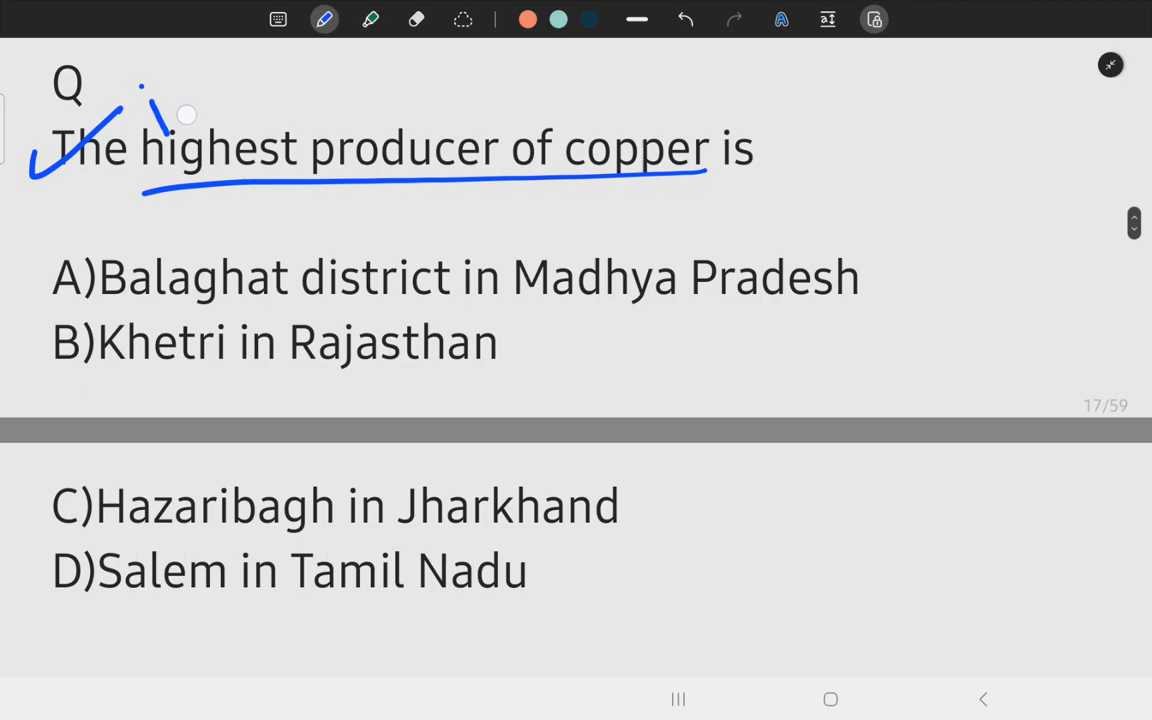 Q
The highest producer of copper is
A)Balaghat district in Madhya Pradesh
B)Khetri in Rajasthan
17/59
C)Hazaribagh in Jharkhand
D)Salem in Tamil Nadu